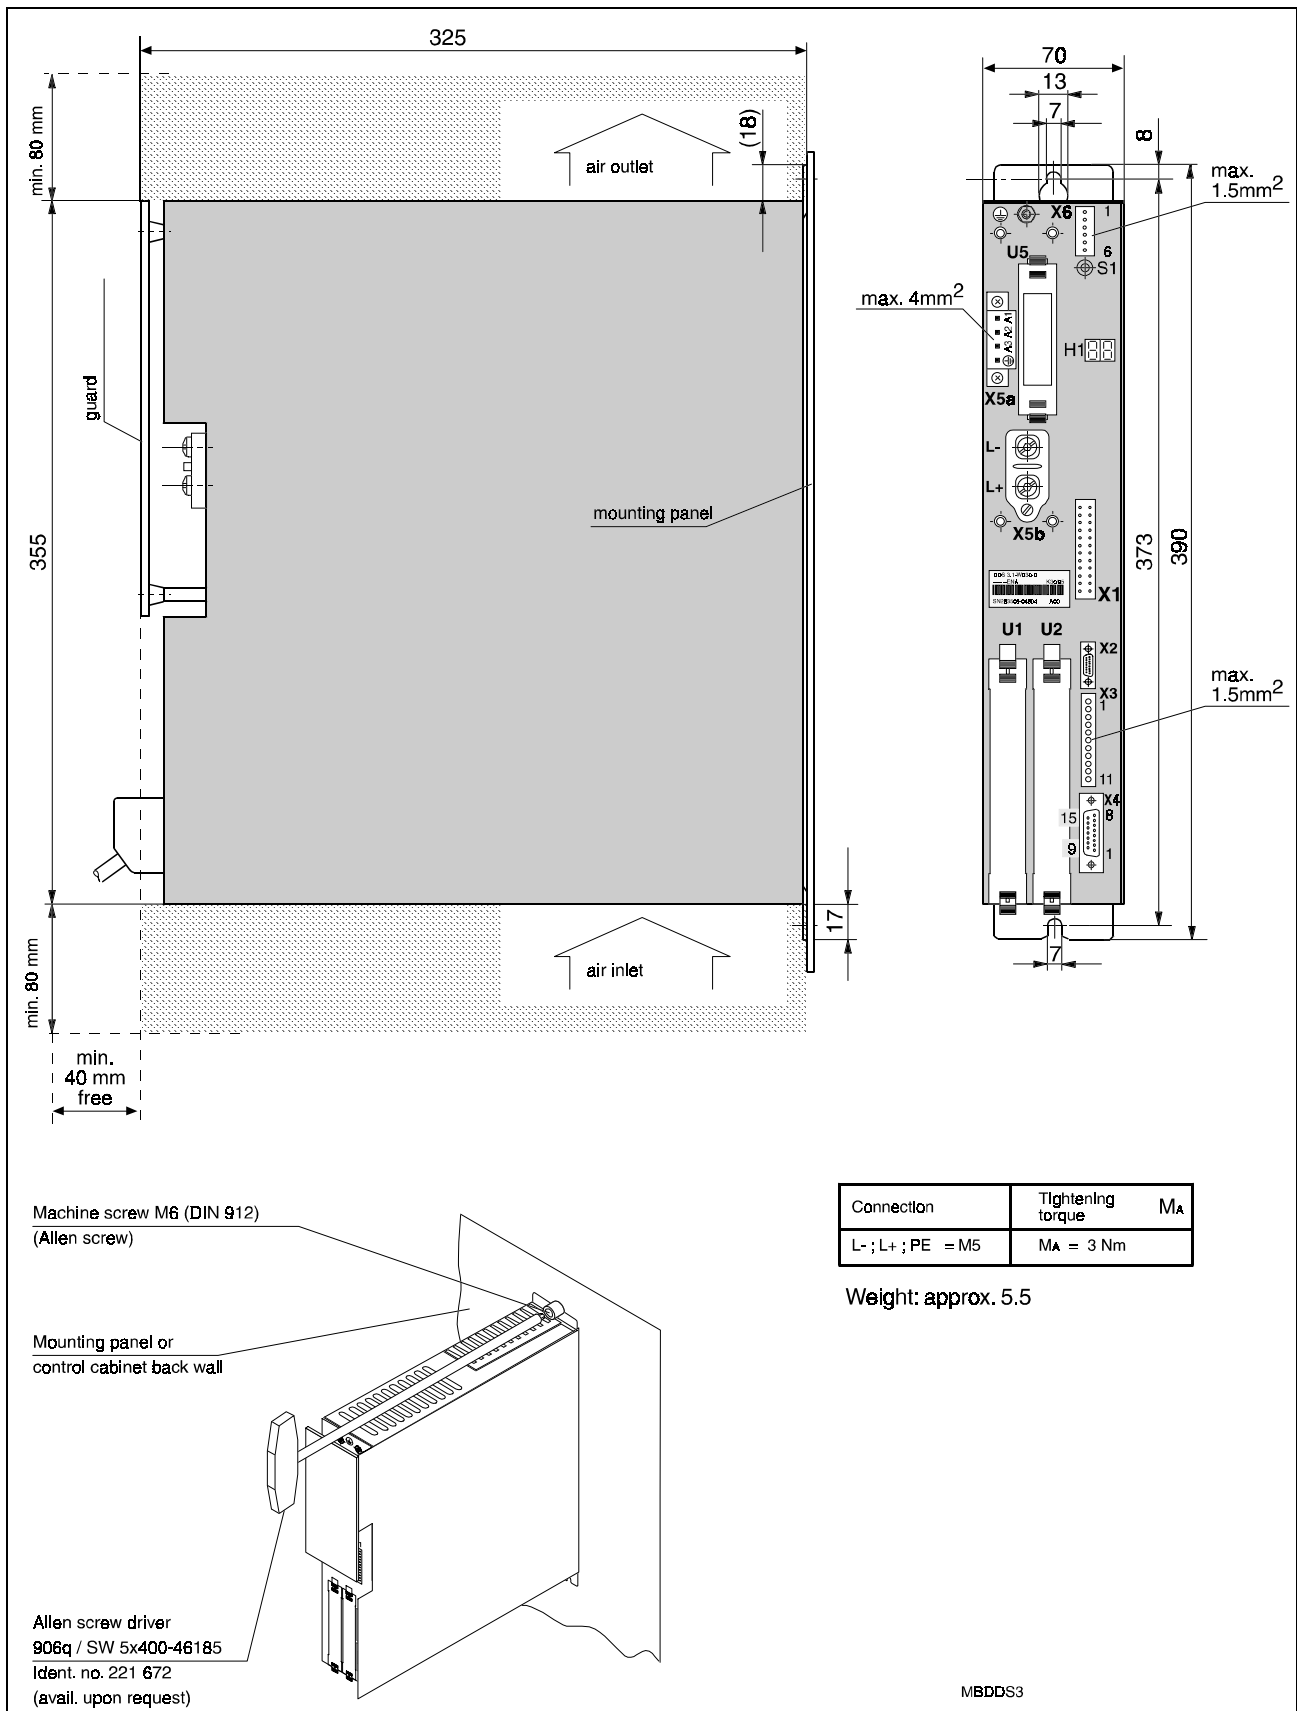 325
70
13
7
8
(18)
min. 80 mm
air outlet
max.
1.5mm2
X6
1
6
U5
S1
max. 4mm2
A1
A2
A3
H1
X5a
guard
L-
L+
X5b
mounting panel
355
373
390
X1
U1 U2
X2
X3
1
max.
1.5mm2
11
X4
15 8
9 1
17
7
min. 80 mm
air inlet
min.
40 mm
free
Machine screw M6 (DIN 912)
(Allen screw)
Connection
Tightening
torque MA
L- ; L+ ; PE = M5
MA = 3 Nm
Weight: approx. 5.5
Mounting panel or
control cabinet back wall
Allen screw driver
906q / SW 5x400-46185
Ident. no. 221 672
(avail. upon request)
MBDDS3